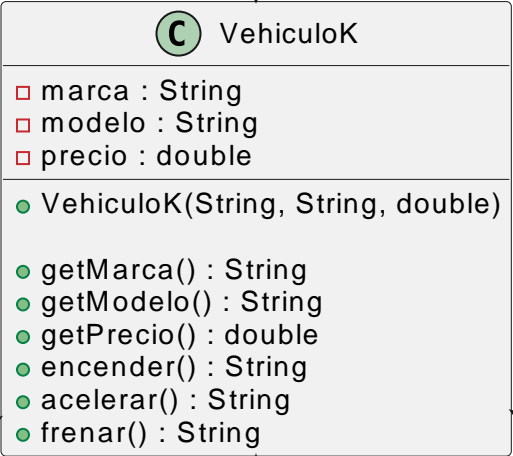 C VehiculoK
marca : String
modelo : String
precio : double
VehiculoK(String, String, double)
getMarca() : String
getModelo() : String
getPrecio() : double
encender() : String
acelerar() : String
frenar() : String